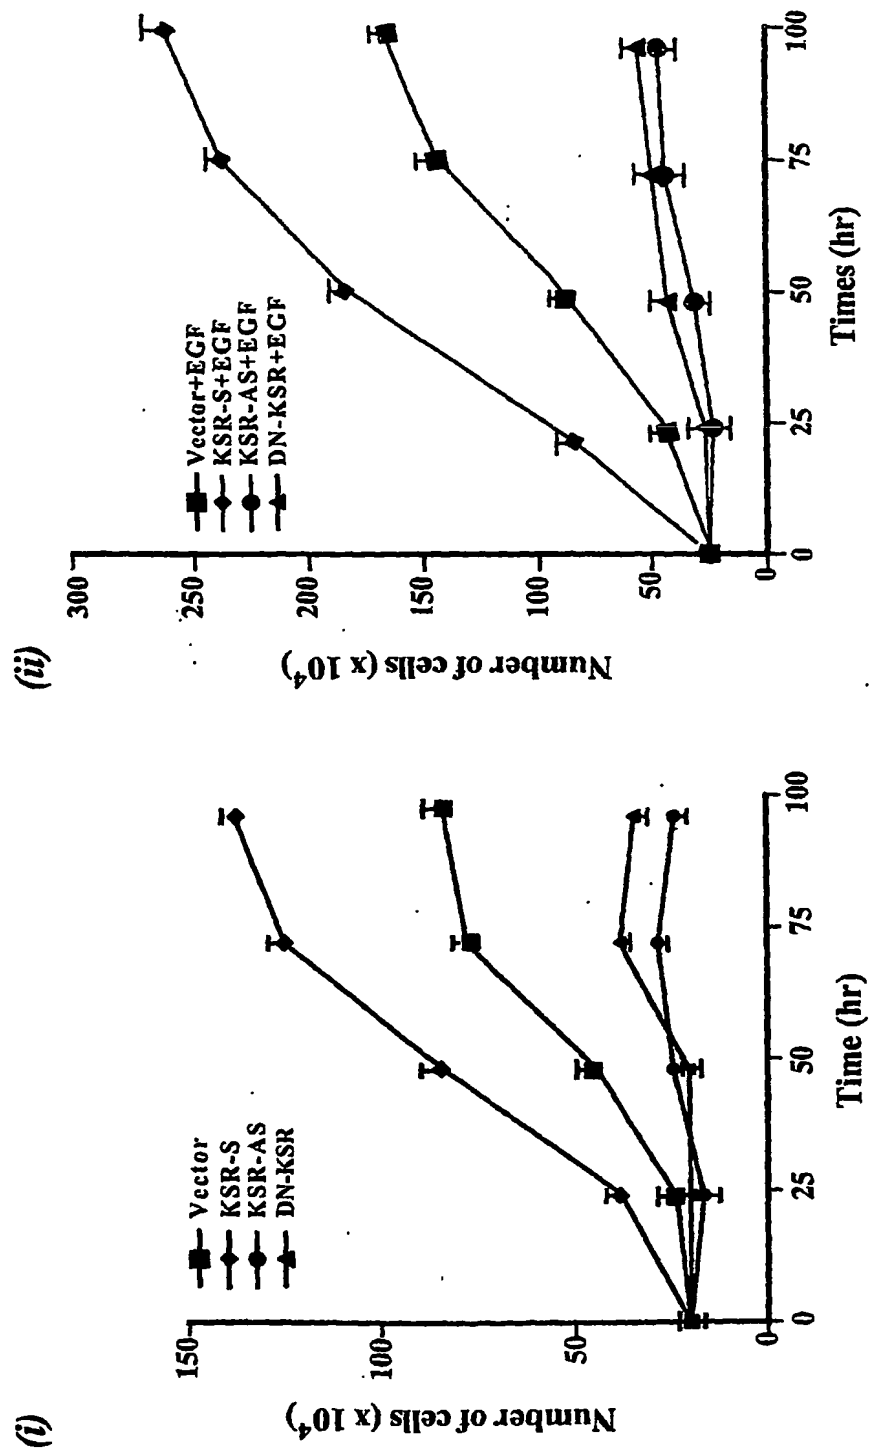 (i)
Number of cells (x 10⁴)
150
100
50
0
Vector
KSR-S
KSR-AS
DN-KSR
0
25
50
75
100
Time (hr)
(ii)
Number of cells (x 10⁴)
300
250
200
150
100
50
0
Vector+EGF
KSR-S+EGF
KSR-AS+EGF
DN-KSR+EGF
0
25
50
75
100
Times (hr)